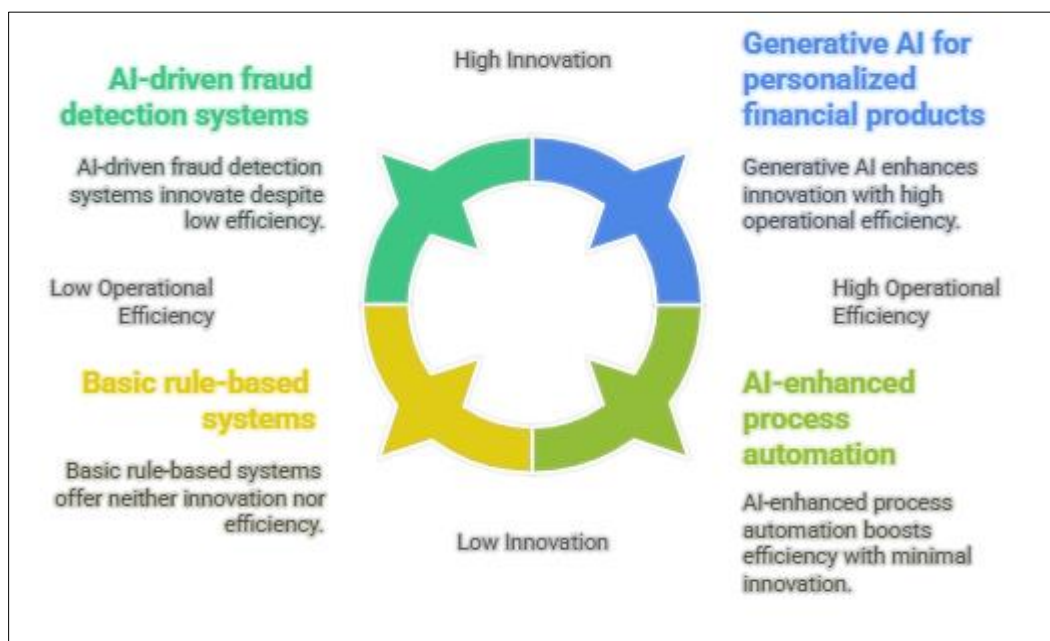 High Innovation
AI-driven fraud
detection systems
AI-driven fraud detection
systems innovate despite
low efficiency.
Generative AI for
personalized
financial products
Generative AI enhances
innovation with high
operational efficiency.
Low Operational
Efficiency
High Operational
Efficiency
Basic rule-based
systems
Basic rule-based systems
offer neither innovation nor
efficiency.
AI-enhanced
process
automation
AI-enhanced process
automation boosts
efficiency with minimal
innovation.
Low Innovation